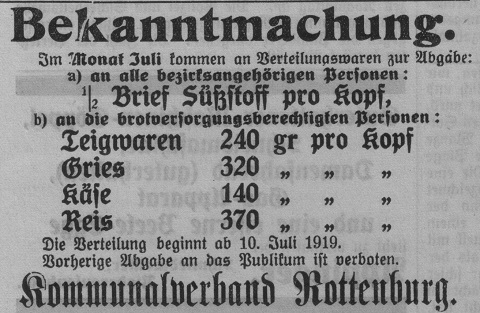 Bekanntmachung.
Im Monat Juli kommen an Verteilungswaren zur Abgabe:
a) an alle bezirksangehörigen Personen:
½ Brief Süßstoff pro Kopf,
b) an die brotversorgungsberechtigten Personen:
Teigwaren 240 gr pro Kopf
Gries 320 „ „ „
Käse 140 „ „ „
Reis 370 „ „ „
Die Verteilung beginnt ab 10. Juli 1919.
Vorherige Abgabe an das Publikum ist verboten.
Kommunalverband Rottenburg.